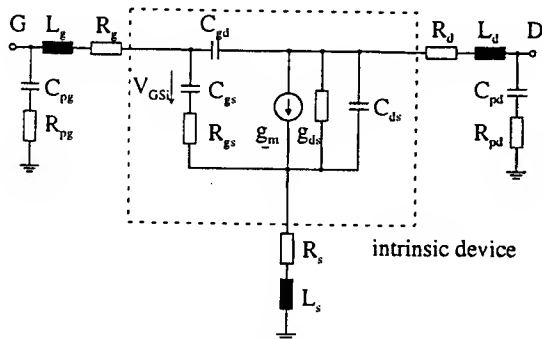 G L_g R_g C_gd R_d L_d D
C_pg V_GSi C_gs C_ds C_pd
R_pg R_gs g_m g_ds R_pd
R_s intrinsic device
L_s